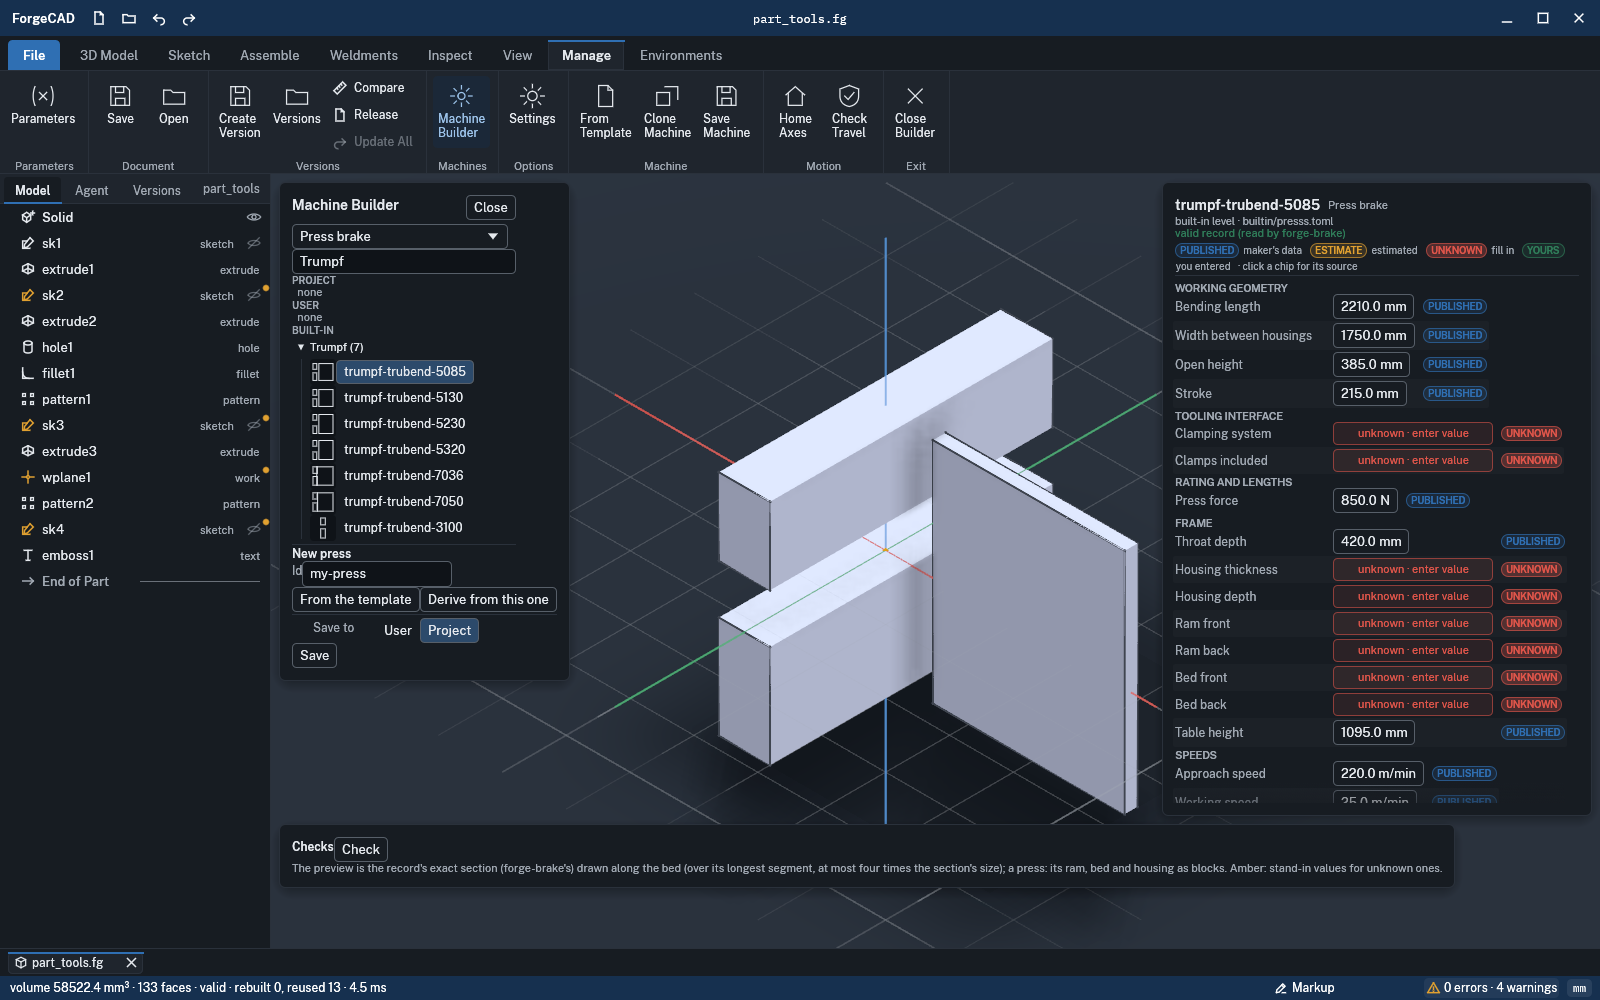 ForgeCAD
part_tools.fg
File 3D Model Sketch Assemble Weldments Inspect View Manage Environments
Parameters
Save Open
Create Version
Versions
Compare
Release
Update All
Machine Builder
Settings
From Template
Clone Machine
Save Machine
Home Axes
Check Travel
Close Builder
Parameters Document Versions Machines Options Machine Motion Exit
Model Agent Versions part_tools
Solid
sk1 sketch
extrude1 extrude
sk2 sketch
extrude2 extrude
hole1 hole
fillet1 fillet
pattern1 pattern
sk3 sketch
extrude3 extrude
wplane1 work
pattern2 pattern
sk4 sketch
emboss1 text
End of Part
Machine Builder Close
Press brake
Trumpf
PROJECT
none
USER
none
BUILT-IN
▼ Trumpf (7)
trumpf-trubend-5085
trumpf-trubend-5130
trumpf-trubend-5230
trumpf-trubend-5320
trumpf-trubend-7036
trumpf-trubend-7050
trumpf-trubend-3100
New press
Id my-press
From the template Derive from this one
Save to User Project
Save
trumpf-trubend-5085 Press brake
built-in level · builtin/presss.toml
valid record (read by forge-brake)
PUBLISHED maker's data ESTIMATE estimated UNKNOWN fill in YOURS
you entered · click a chip for its source
WORKING GEOMETRY
Bending length 2210.0 mm PUBLISHED
Width between housings 1750.0 mm PUBLISHED
Open height 385.0 mm PUBLISHED
Stroke 215.0 mm PUBLISHED
TOOLING INTERFACE
Clamping system unknown · enter value UNKNOWN
Clamps included unknown · enter value UNKNOWN
RATING AND LENGTHS
Press force 850.0 N PUBLISHED
FRAME
Throat depth 420.0 mm PUBLISHED
Housing thickness unknown · enter value UNKNOWN
Housing depth unknown · enter value UNKNOWN
Ram front unknown · enter value UNKNOWN
Ram back unknown · enter value UNKNOWN
Bed front unknown · enter value UNKNOWN
Bed back unknown · enter value UNKNOWN
Table height 1095.0 mm PUBLISHED
SPEEDS
Approach speed 220.0 m/min PUBLISHED
Working speed 25.0 m/min PUBLISHED
Checks Check
The preview is the record's exact section (forge-brake's) drawn along the bed (over its longest segment, at most four times the section's size); a press: its ram, bed and housing as blocks. Amber: stand-in values for unknown ones.
part_tools.fg
volume 58522.4 mm³ · 133 faces · valid · rebuilt 0, reused 13 · 4.5 ms
Markup
0 errors · 4 warnings mm